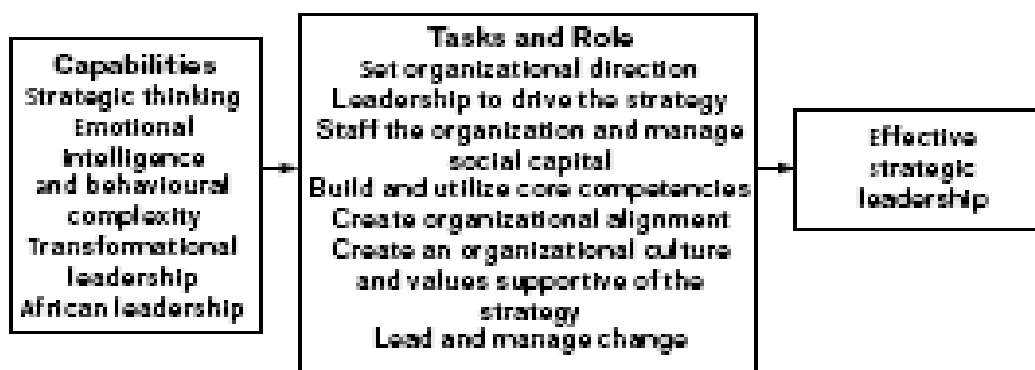 Capabilities
Strategic thinking
Emotional
intelligence
and behavioural
complexity
Transformational
leadership
African leadership
Tasks and Role
Set organizational direction
Leadership to drive the strategy
Staff the organization and manage
social capital
Build and utilize core competencies
Create organizational alignment
Create an organizational culture
and values supportive of the
strategy
Lead and manage change
Effective
strategic
leadership